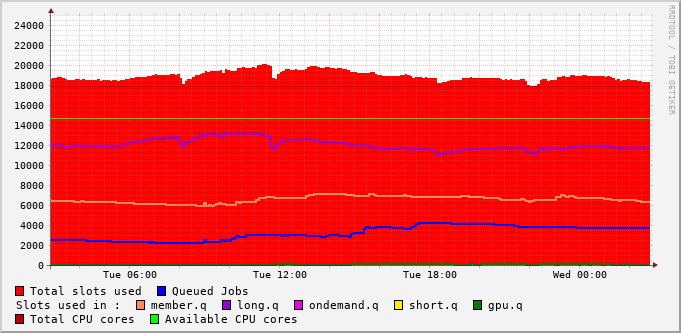 RRDTOOL / TOBI OETIKER
24000
22000
20000
18000
16000
14000
12000
10000
8000
6000
4000
2000
0
Tue 06:00 Tue 12:00 Tue 18:00 Wed 00:00
Total slots used Queued Jobs
Slots used in : member.q long.q ondemand.q short.q gpu.q
Total CPU cores Available CPU cores